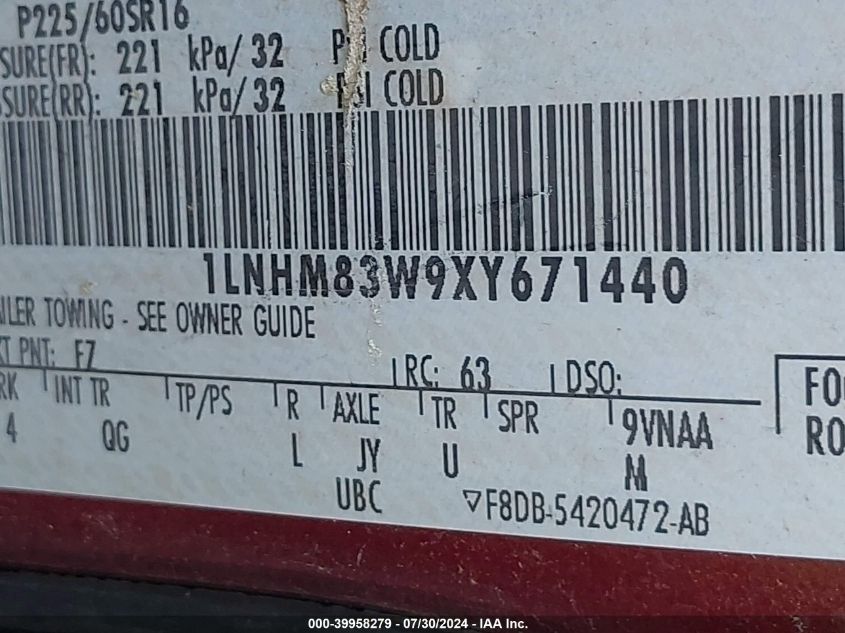 P225/60SR16
SURE(FR): 221 kPa/ 32 PSI COLD
SSURE(RR): 221 kPa/ 32 PSI COLD
1LNHM83W9XY671440
ILER TOWING - SEE OWNER GUIDE
T PNT: F7 RC: 63 DSO:
RK INT TR TP/PS R AXLE TR SPR 9VNAA
4 QG L JY U M
UBC ▽F8DB-5420472-AB
FO
RO
000-39958279 - 07/30/2024 - IAA Inc.